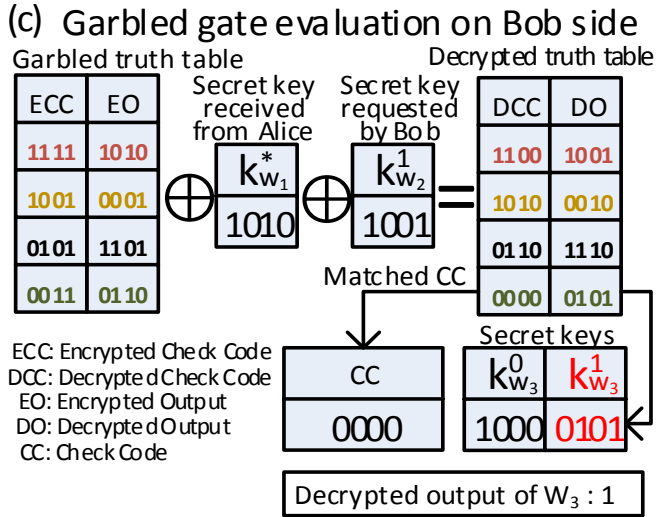 (c) Garbled gate evaluation on Bob side
Garbled truth table
Decrypted truth table
Secret key
received
from Alice
Secret key
requested
by Bob
ECC EO
1111 1010
1001 0001
0101 1101
0011 0110
⊕
k*w1
1010
⊕
k1w2
1001
=
DCC DO
1100 1001
1010 0010
0110 1110
0000 0101
Matched CC
ECC: Encrypted Check Code
DCC: Decrypted Check Code
EO: Encrypted Output
DO: Decrypted Output
CC: Check Code
CC
0000
Secret keys
k0w3 k1w3
1000 0101
Decrypted output of W3 : 1